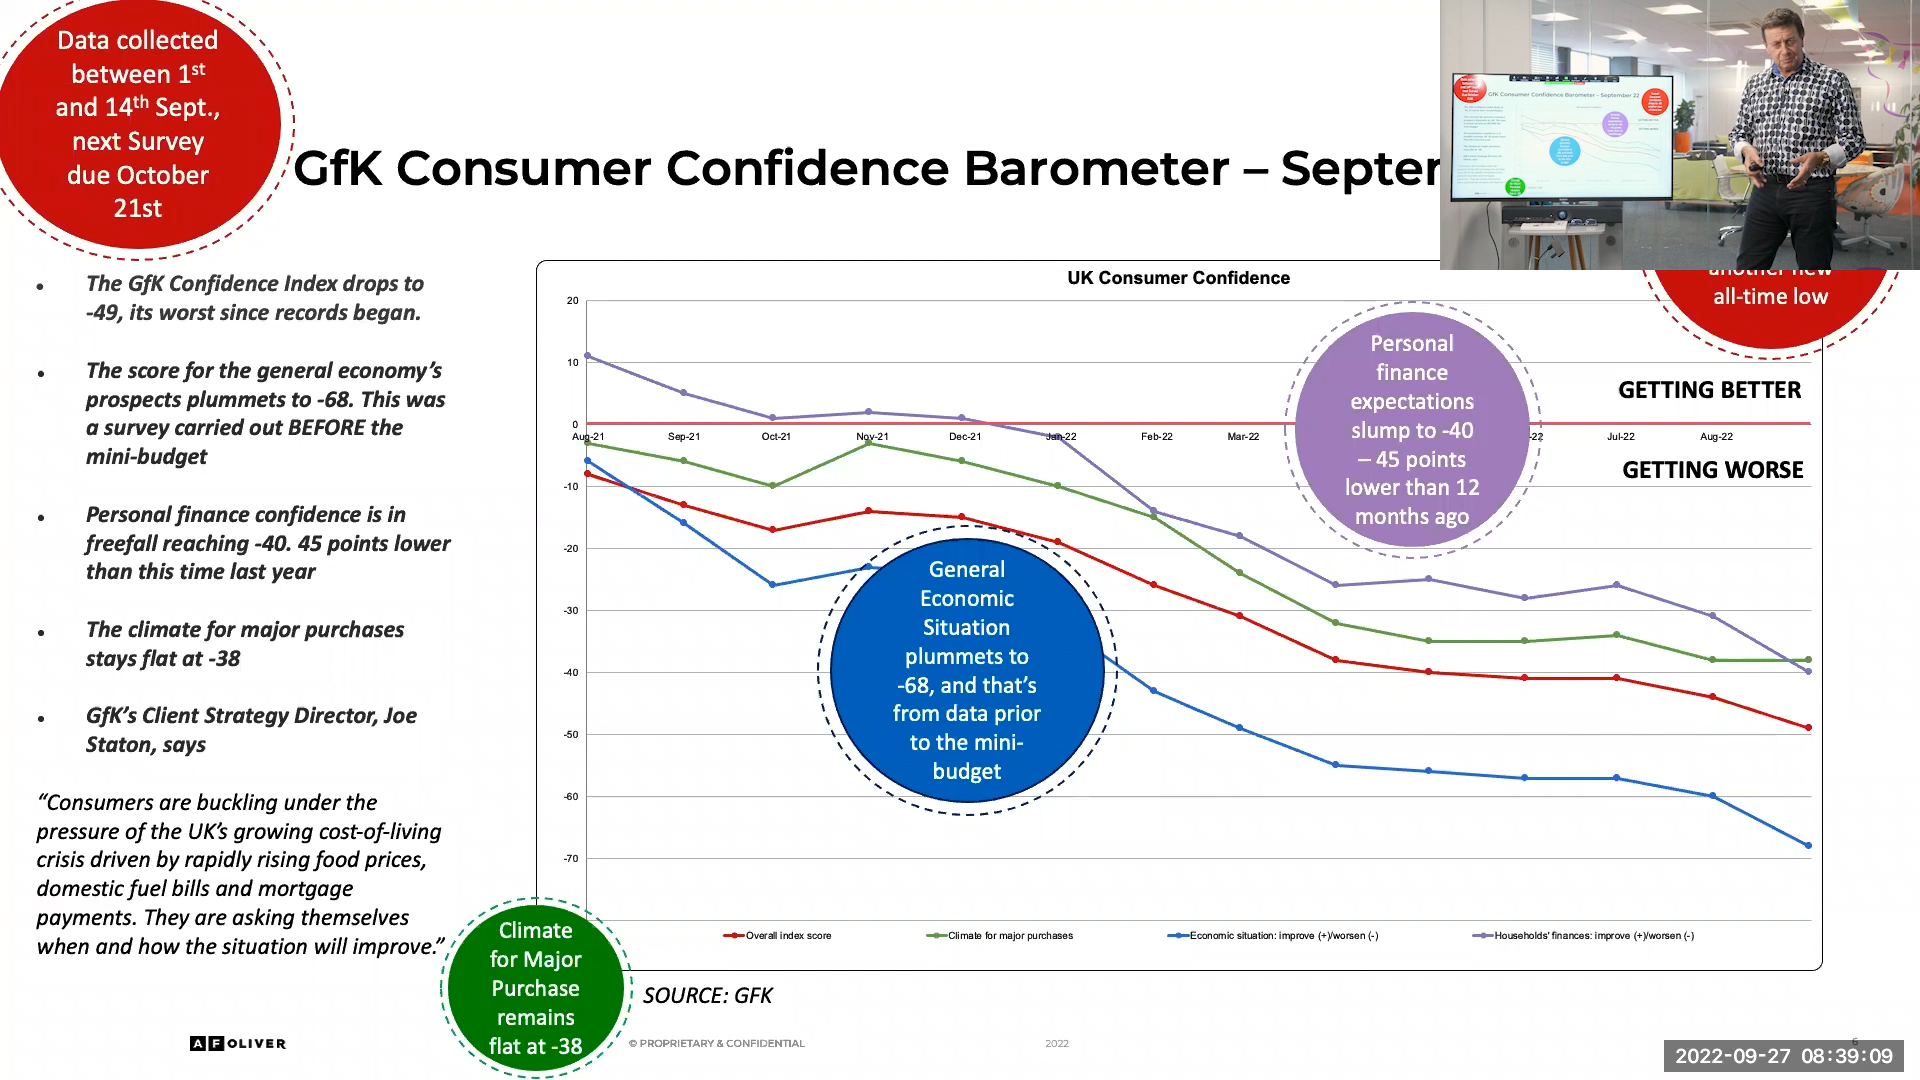 Data collected
between 1st
and 14th Sept.,
next Survey
due October
21st
GfK Consumer Confidence Barometer – Septem
GfK Consumer Confidence Barometer – September 22
another new
all-time low
• The GfK Confidence Index drops to
-49, its worst since records began.
• The score for the general economy’s
prospects plummets to -68. This was
a survey carried out BEFORE the
mini-budget
• Personal finance confidence is in
freefall reaching -40. 45 points lower
than this time last year
• The climate for major purchases
stays flat at -38
• GfK’s Client Strategy Director, Joe
Staton, says
“Consumers are buckling under the
pressure of the UK’s growing cost-of-living
crisis driven by rapidly rising food prices,
domestic fuel bills and mortgage
payments. They are asking themselves
when and how the situation will improve.”
UK Consumer Confidence
20
10
0
-10
-20
-30
-40
-50
-60
-70
Aug-21 Sep-21 Oct-21 Nov-21 Dec-21 Jan-22 Feb-22 Mar-22 -22 Jul-22 Aug-22
GETTING BETTER
GETTING WORSE
Personal
finance
expectations
slump to -40
– 45 points
lower than 12
months ago
General
Economic
Situation
plummets to
-68, and that’s
from data prior
to the mini-
budget
Overall index score Climate for major purchases Economic situation: improve (+)/worsen (-) Households' finances: improve (+)/worsen (-)
Climate
for Major
Purchase
remains
flat at -38
SOURCE: GFK
AF OLIVER
© PROPRIETARY & CONFIDENTIAL
2022
6
2022-09-27 08:39:09